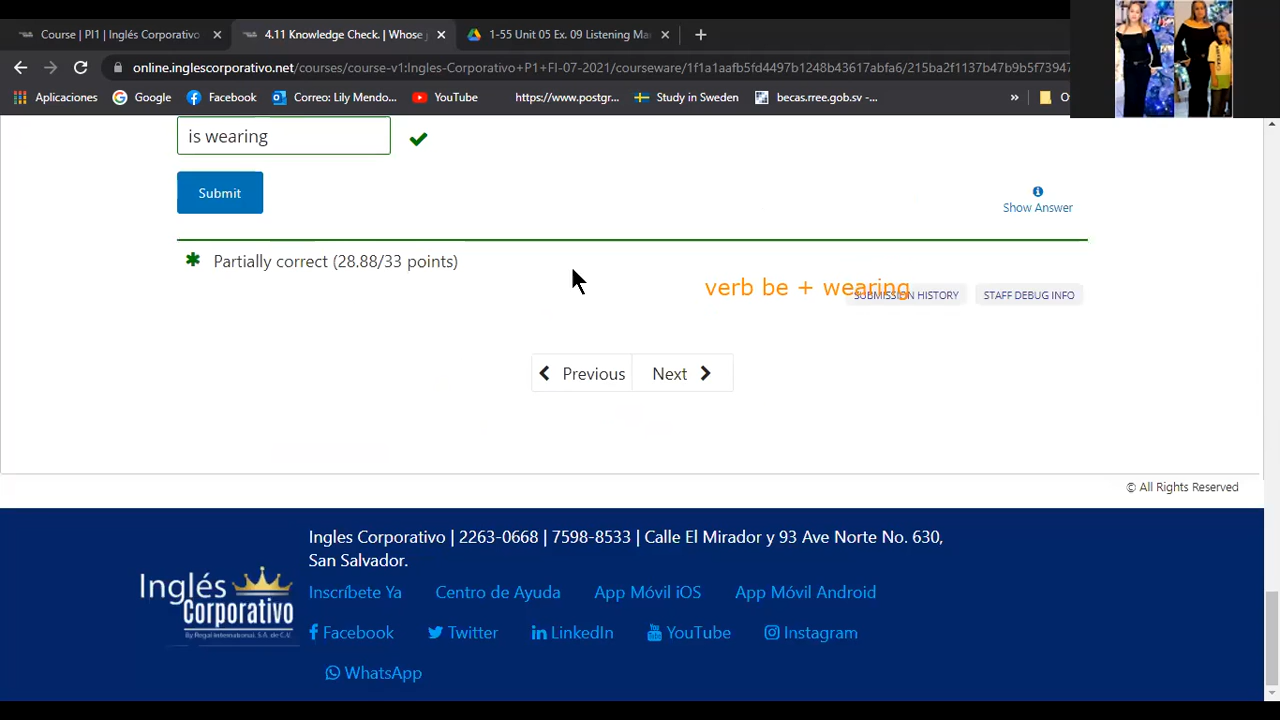 Course | PI1 | Inglés Corporativo
4.11 Knowledge Check. | Whose
1-55 Unit 05 Ex. 09 Listening Ma
online.inglescorporativo.net/courses/course-v1:Ingles-Corporativo+P1+FI-07-2021/courseware/1f1a1aafb5fd4497b1248b43617abfa6/215ba2f1137b47b9b5f73947
Aplicaciones
Google
Facebook
Correo: Lily Mendo...
YouTube
https://www.postgr...
Study in Sweden
becas.rree.gob.sv -...
»
is wearing
Submit
Show Answer
Partially correct (28.88/33 points)
verb be + wearing
SUBMISSION HISTORY
STAFF DEBUG INFO
Previous
Next
© All Rights Reserved
Ingles Corporativo | 2263-0668 | 7598-8533 | Calle El Mirador y 93 Ave Norte No. 630,
San Salvador.
Inglés
Corporativo
By Regal International, S.A. de C.V.
Inscríbete Ya
Centro de Ayuda
App Móvil iOS
App Móvil Android
Facebook
Twitter
LinkedIn
YouTube
Instagram
WhatsApp